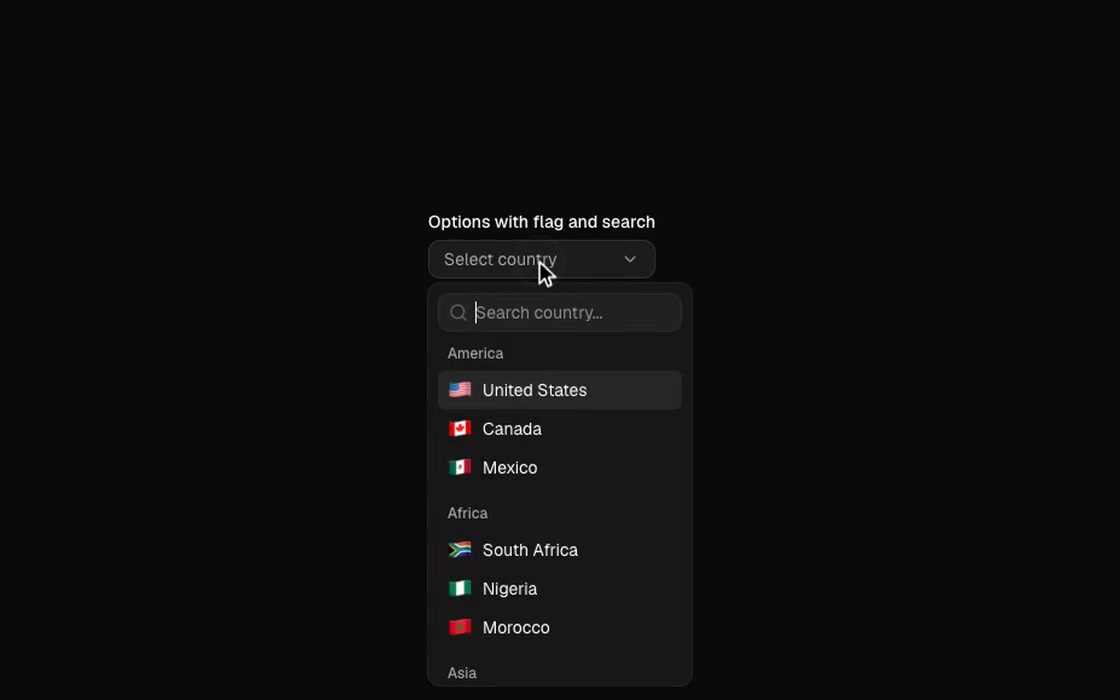 Options with flag and search
Select country
Search country...
America
United States
Canada
Mexico
Africa
South Africa
Nigeria
Morocco
Asia